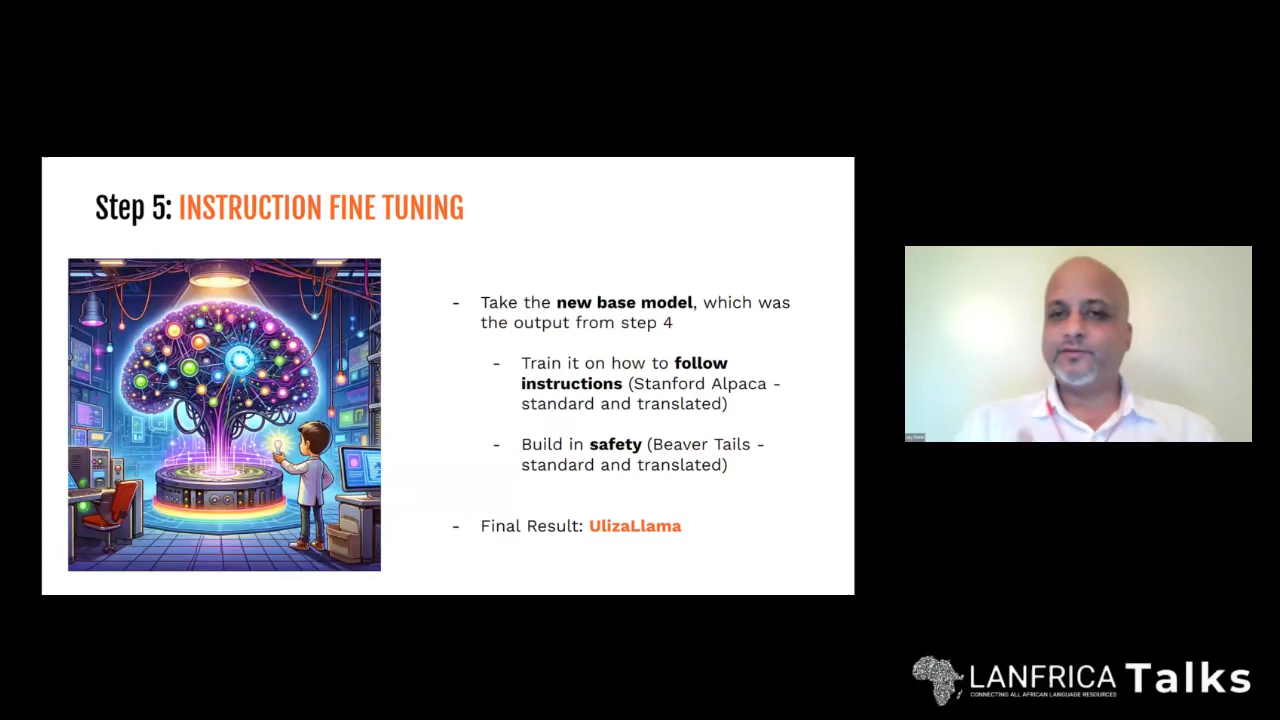 Step 5: INSTRUCTION FINE TUNING
- Take the new base model, which was
the output from step 4
- Train it on how to follow
instructions (Stanford Alpaca -
standard and translated)
- Build in safety (Beaver Tails -
standard and translated)
- Final Result: UlizaLlama
LANFRICA Talks
CONNECTING ALL AFRICAN LANGUAGE RESOURCES